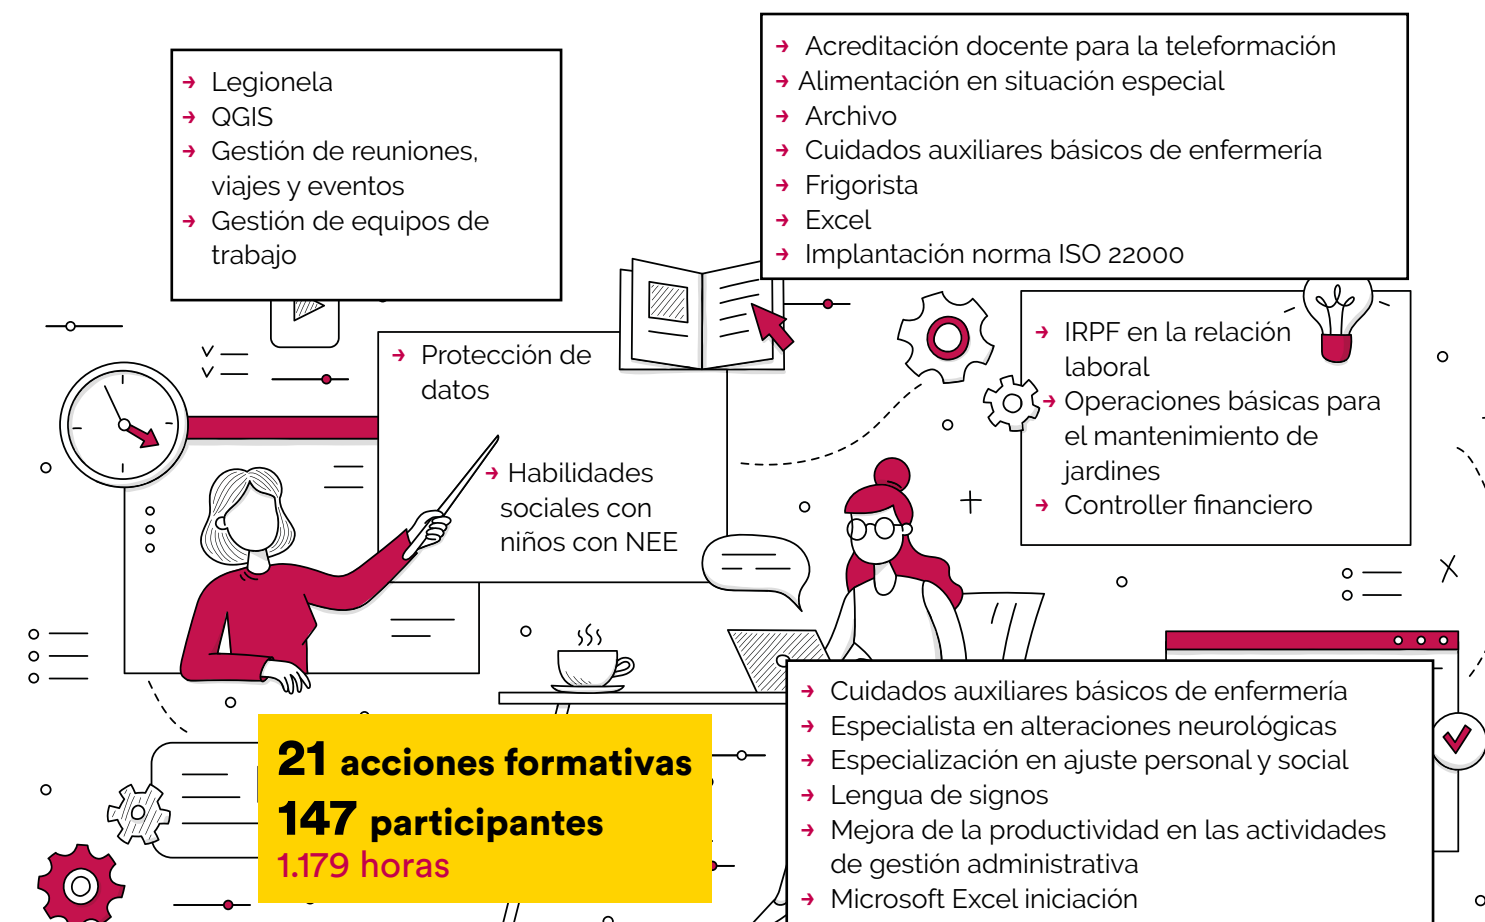 → Legionela
→ QGIS
→ Gestión de reuniones,
viajes y eventos
→ Gestión de equipos de
trabajo
→ Acreditación docente para la teleformación
→ Alimentación en situación especial
→ Archivo
→ Cuidados auxiliares básicos de enfermería
→ Frigorista
→ Excel
→ Implantación norma ISO 22000
→ Protección de
datos
→ Habilidades
sociales con
niños con NEE
→ IRPF en la relación
laboral
→ Operaciones básicas para
el mantenimiento de
jardines
→ Controller financiero
21 acciones formativas
147 participantes
1.179 horas
→ Cuidados auxiliares básicos de enfermería
→ Especialista en alteraciones neurológicas
→ Especialización en ajuste personal y social
→ Lengua de signos
→ Mejora de la productividad en las actividades
de gestión administrativa
→ Microsoft Excel iniciación